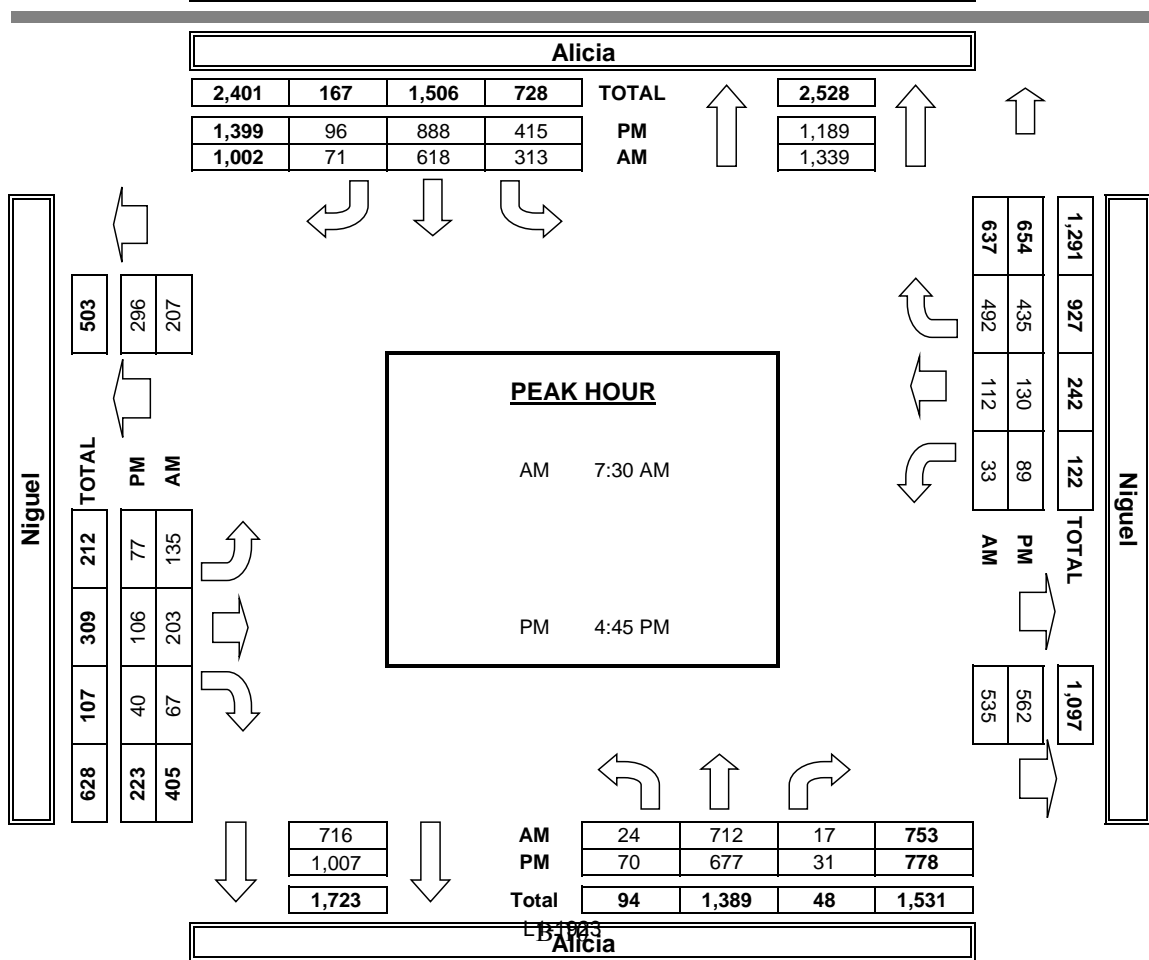 Alicia
2,401 167 1,506 728 TOTAL 2,528
1,399 96 888 415 PM 1,189
1,002 71 618 313 AM 1,339
Niguel
503
296
207
TOTAL PM AM
212 77 135
309 106 203
107 40 67
628 223 405
PEAK HOUR
AM 7:30 AM
PM 4:45 PM
637 654 1,291
492 435 927
112 130 242
33 89 122
AM PM TOTAL
535 562 1,097
Niguel
716 AM 24 712 17 753
1,007 PM 70 677 31 778
1,723 Total 94 1,389 48 1,531
Alicia